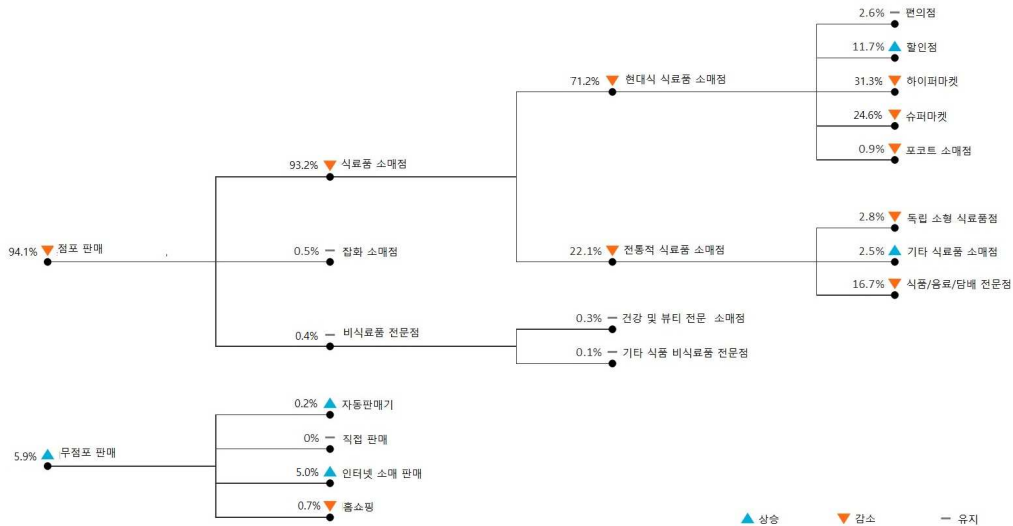 2.6% 편의점
11.7% 할인점
71.2% 현대식 식료품 소매점
31.3% 하이퍼마켓
24.6% 슈퍼마켓
0.9% 포코트 소매점
93.2% 식료품 소매점
2.8% 독립 소형 식료품점
94.1% 점포 판매
0.5% 잡화 소매점
22.1% 전통적 식료품 소매점
2.5% 기타 식료품 소매점
16.7% 식품/음료/담배 전문점
0.3% 건강 및 뷰티 전문 소매점
0.4% 비식료품 전문점
0.1% 기타 식품 비식료품 전문점
0.2% 자동판매기
0% 직접 판매
5.9% 무점포 판매
5.0% 인터넷 소매 판매
0.7% 홈쇼핑
상승 감소 유지